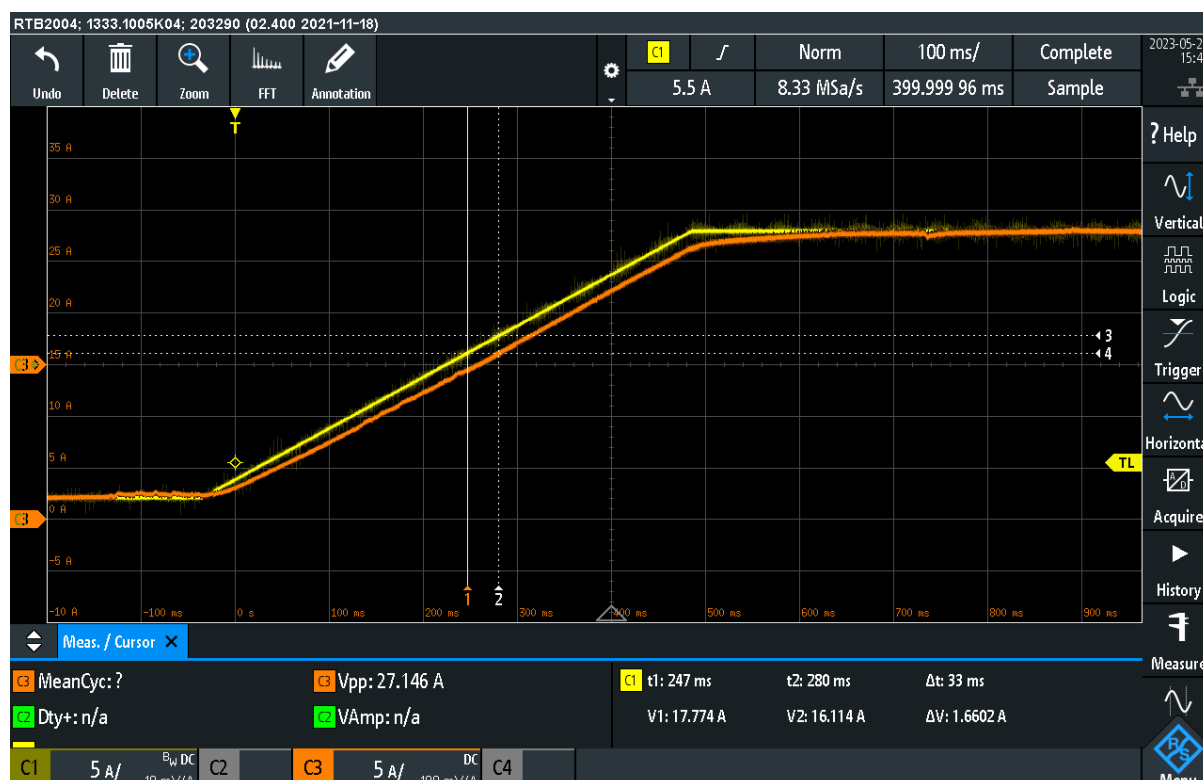 RTB2004; 1333.1005K04; 203290 (02.400 2021-11-18)
Undo Delete Zoom FFT Annotation
C1 Norm 100 ms/ Complete
5.5 A 8.33 MSa/s 399.999 96 ms Sample
2023-05-2
15:4
T
35 A
30 A
25 A
20 A
15 A
10 A
5 A
0 A
-5 A
-10 A -100 ms 0 s 100 ms 200 ms 300 ms 400 ms 500 ms 600 ms 700 ms 800 ms 900 ms
3
4
1 2
C3
C3
TL
? Help
Vertical
Logic
Trigger
Horizonta
Acquire
History
Measure
Menu
Meas. / Cursor X
C3 MeanCyc: ? C3 Vpp: 27.146 A C1 t1: 247 ms t2: 280 ms Δt: 33 ms
C2 Dty+: n/a C2 VAmp: n/a V1: 17.774 A V2: 16.114 A ΔV: 1.6602 A
C1 5 A/ BW DC C2 C3 5 A/ DC C4
R&S